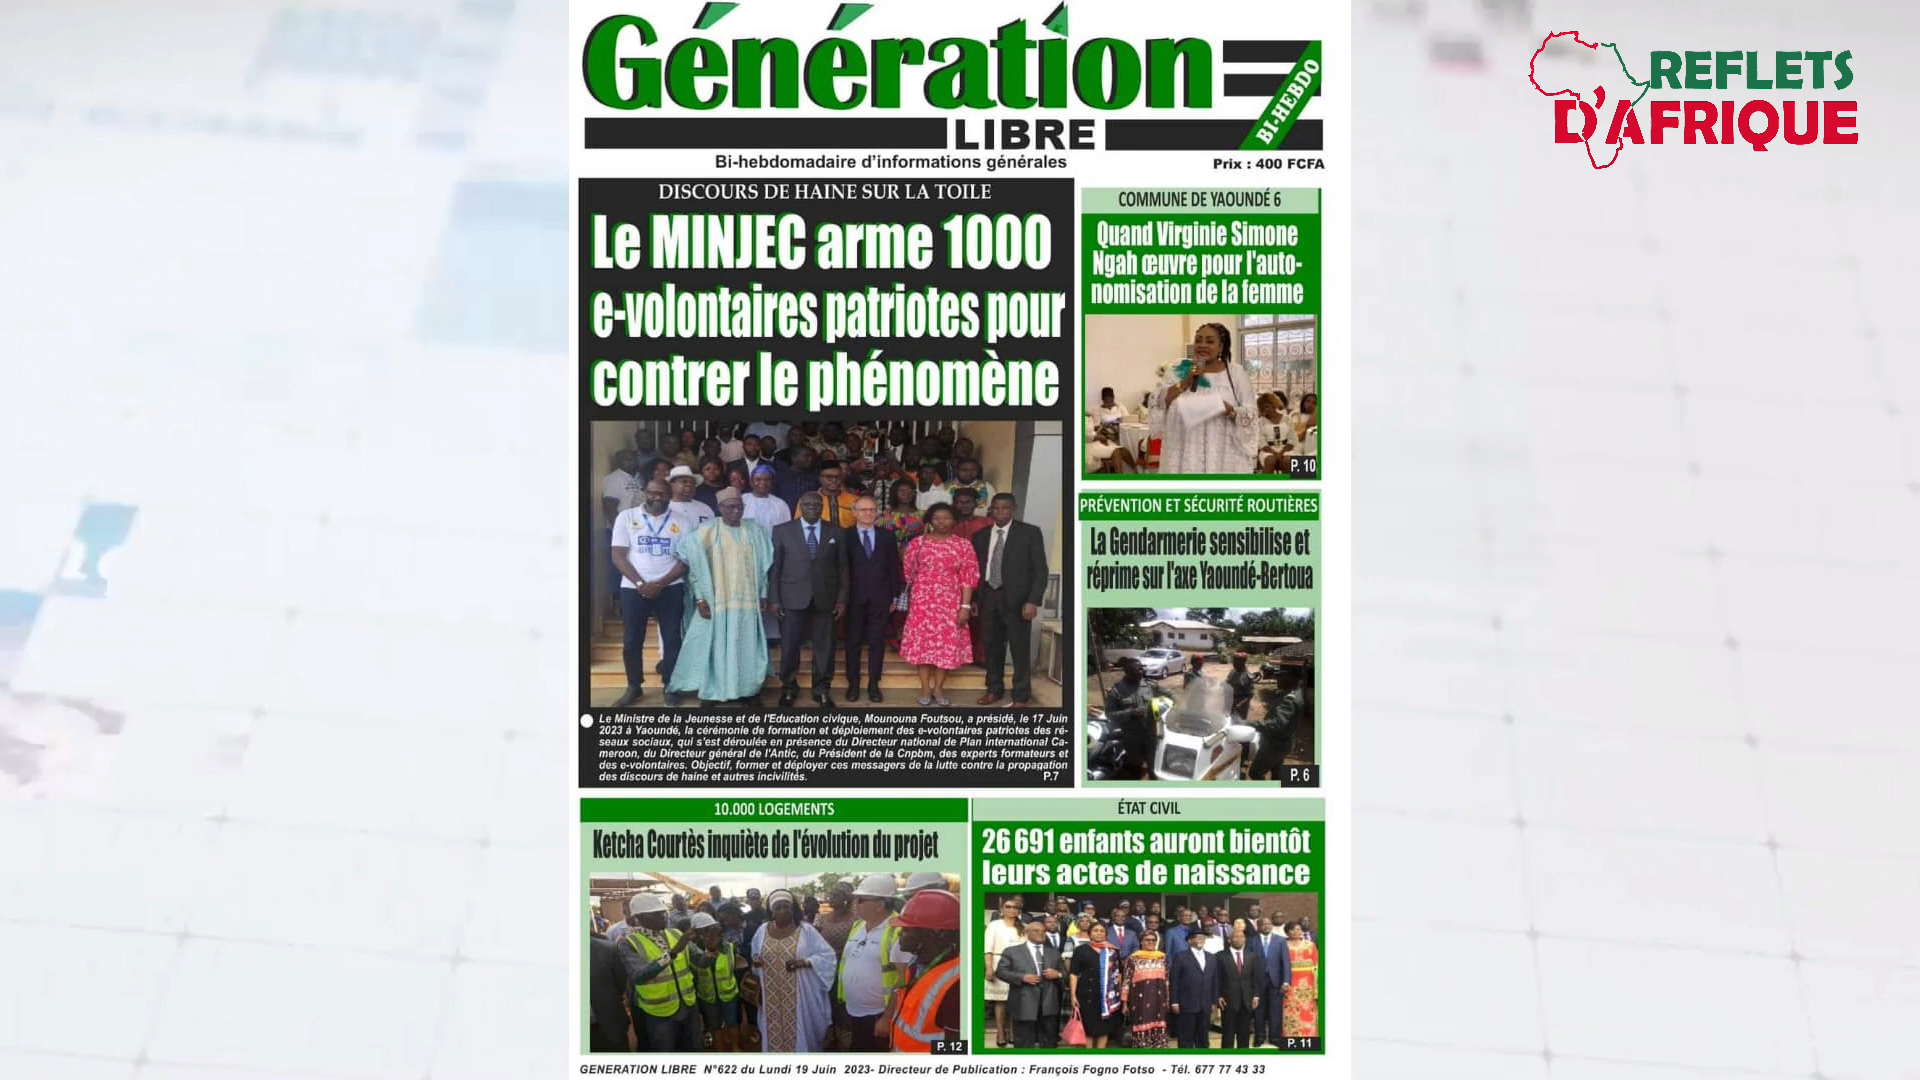 Génération
LIBRE
BI-HEBDO
Bi-hebdomadaire d'informations générales
Prix : 400 FCFA
REFLETS
D'AFRIQUE
DISCOURS DE HAINE SUR LA TOILE
Le MINJEC arme 1000
e-volontaires patriotes pour
contrer le phénomène
Le Ministre de la Jeunesse et de l'Education civique, Mounouna Foutsou, a présidé, le 17 Juin
2023 à Yaoundé, la cérémonie de formation et déploiement des e-volontaires patriotes des ré-
seaux sociaux, qui s'est déroulée en présence du Directeur national de Plan international Ca-
meroon, du Directeur général de l'Antic, du Président de la Cnpbm, des experts formateurs et
des e-volontaires. Objectif, former et déployer ces messagers de la lutte contre la propagation
des discours de haine et autres incivilités.
P.7
COMMUNE DE YAOUNDÉ 6
Quand Virginie Simone
Ngah œuvre pour l'auto-
nomisation de la femme
P. 10
PRÉVENTION ET SÉCURITÉ ROUTIÈRES
La Gendarmerie sensibilise et
réprime sur l'axe Yaoundé-Bertoua
P. 6
10.000 LOGEMENTS
Ketcha Courtès inquiète de l'évolution du projet
P. 12
ÉTAT CIVIL
26 691 enfants auront bientôt
leurs actes de naissance
P. 11
GENERATION LIBRE N°622 du Lundi 19 Juin 2023- Directeur de Publication : François Fogno Fotso - Tél. 677 77 43 33